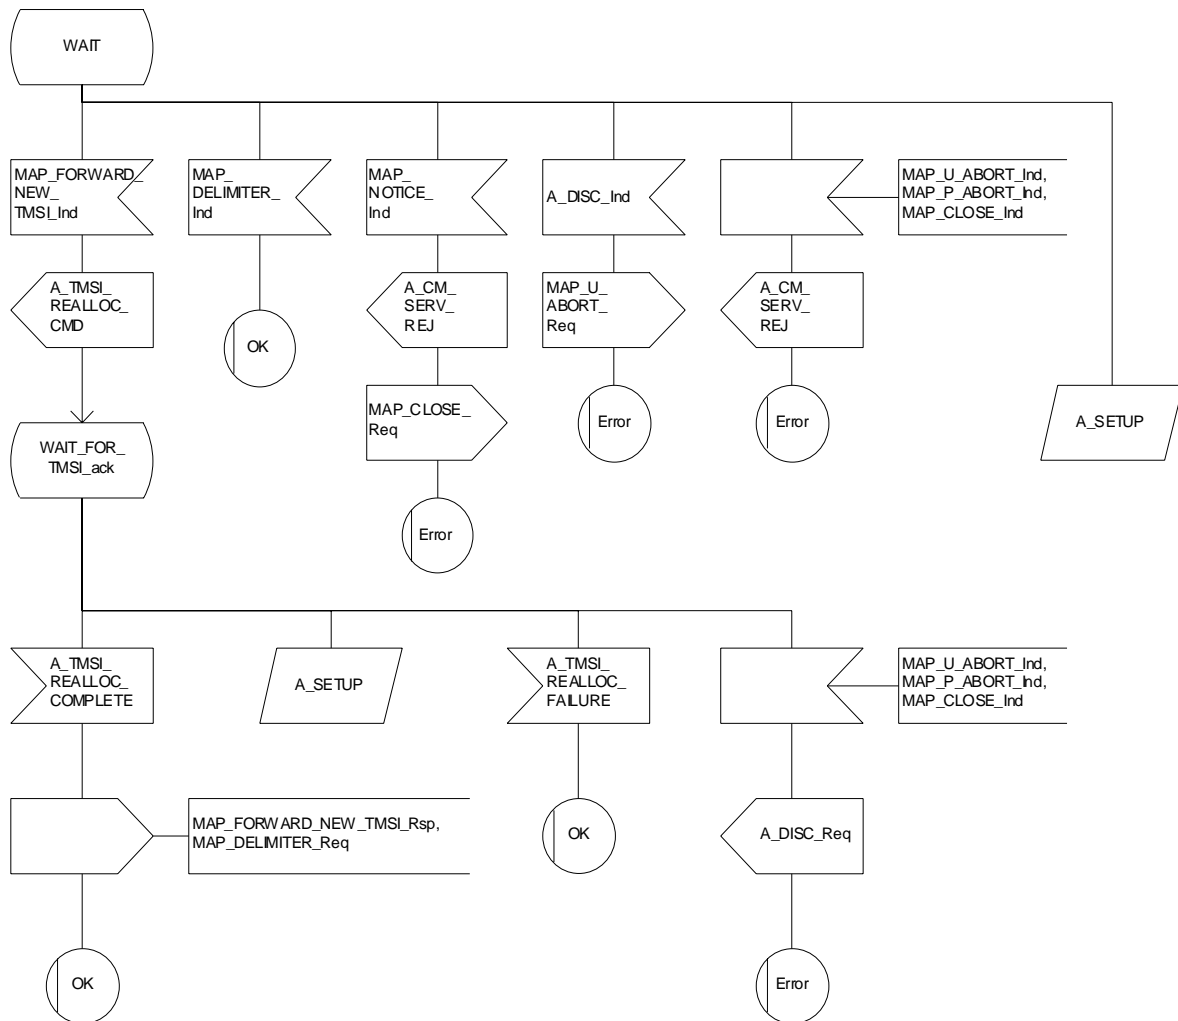 WAIT
MAP_FORWARD_
NEW_
TMSI_Ind
MAP_
DELIMITER_
Ind
MAP_
NOTICE_
Ind
A_DISC_Ind
MAP_U_ABORT_Ind,
MAP_P_ABORT_Ind,
MAP_CLOSE_Ind
A_TMSI_
REALLOC_
CMD
OK
A_CM_
SERV_
REJ
MAP_U_
ABORT_
Req
A_CM_
SERV_
REJ
MAP_CLOSE_
Req
Error
Error
A_SETUP
WAIT_FOR_
TMSI_ack
Error
A_TMSI_
REALLOC_
COMPLETE
A_SETUP
A_TMSI_
REALLOC_
FAILURE
MAP_U_ABORT_Ind,
MAP_P_ABORT_Ind,
MAP_CLOSE_Ind
MAP_FORWARD_NEW_TMSI_Rsp,
MAP_DELIMITER_Req
OK
A_DISC_Req
OK
Error